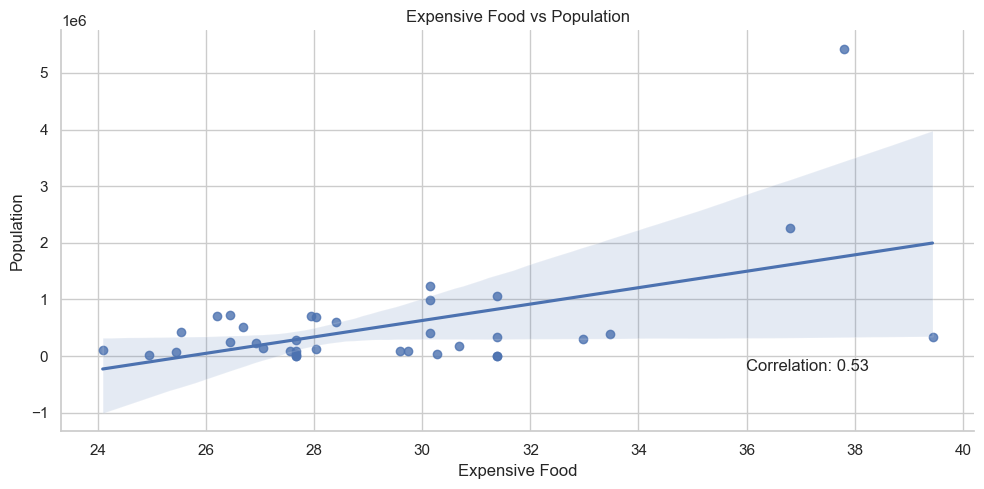 Expensive Food vs Population
1e6
5
4
3
2
1
0
−1
Population
Correlation: 0.53
24 26 28 30 32 34 36 38 40
Expensive Food